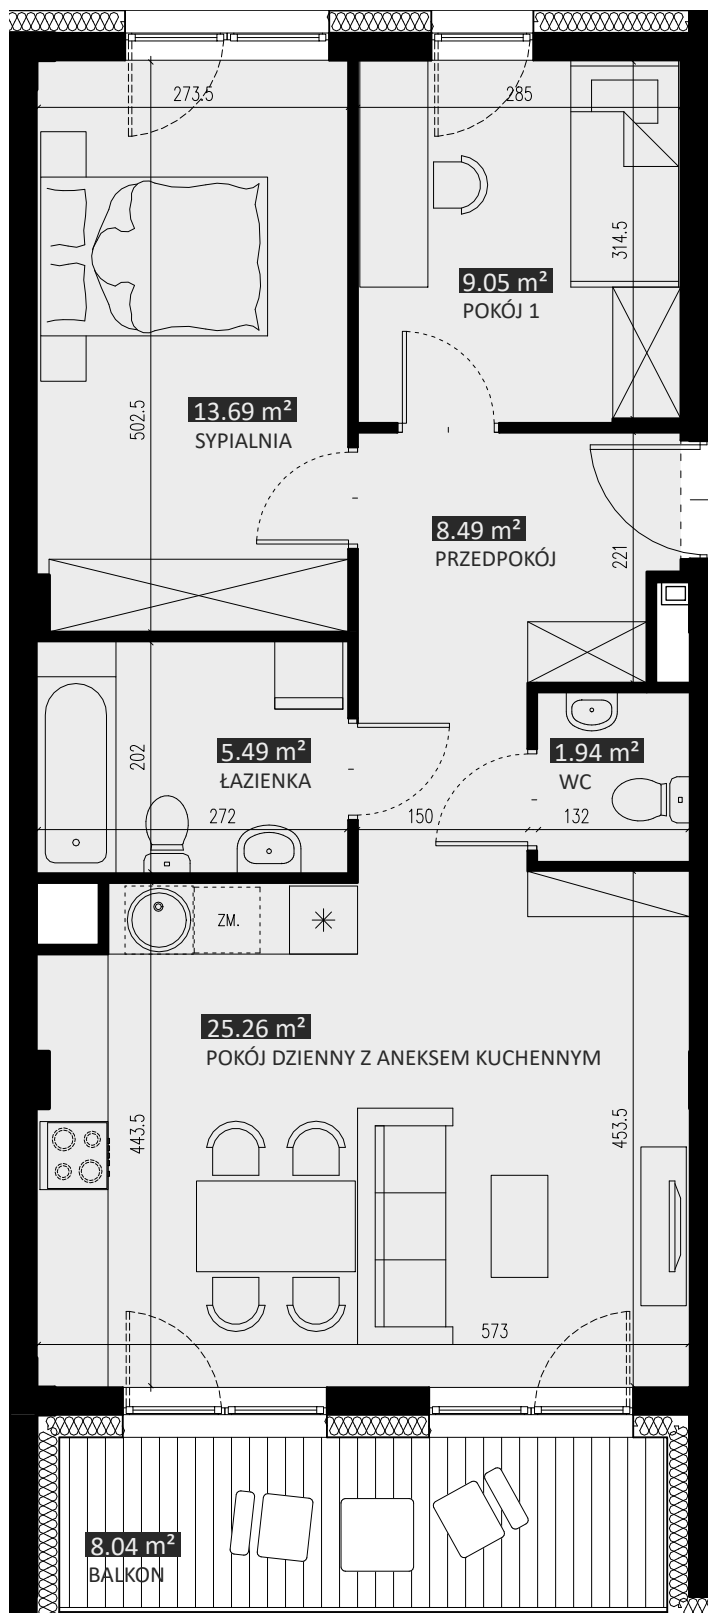 273.5
285
314.5
9.05 m²
POKÓJ 1
502.5
13.69 m²
SYPIALNIA
8.49 m²
PRZEDPOKÓJ
221
202
5.49 m²
ŁAZIENKA
1.94 m²
WC
272
150
132
ZM.
25.26 m²
POKÓJ DZIENNY Z ANEKSEM KUCHENNYM
443.5
453.5
573
8.04 m²
BALKON